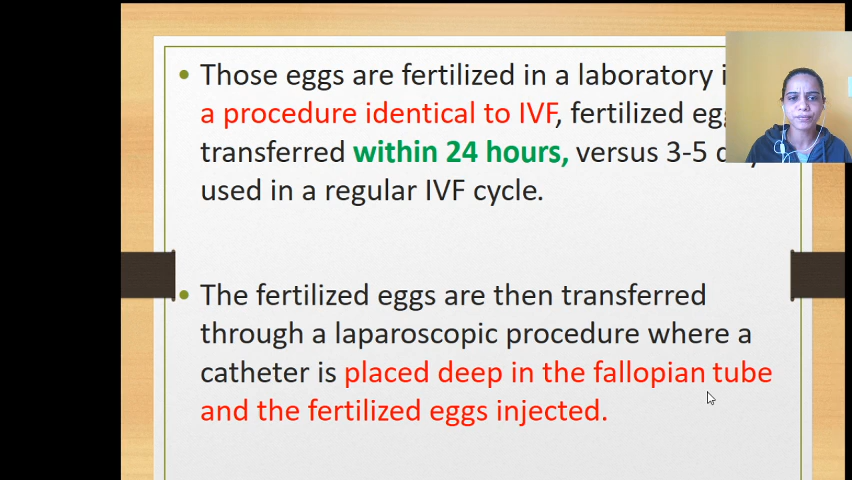 Those eggs are fertilized in a laboratory
a procedure identical to IVF, fertilized
transferred within 24 hours, versus 3-5
used in a regular IVF cycle.
The fertilized eggs are then transferred
through a laparoscopic procedure where a
catheter is placed deep in the fallopian tube
and the fertilized eggs injected.